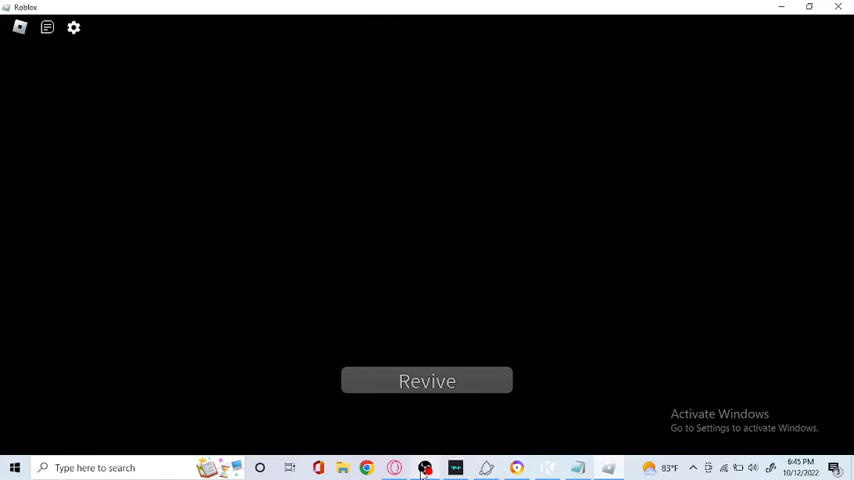 Roblox
Revive
Activate Windows
Go to Settings to activate Windows.
Type here to search
83°F
6:45 PM
10/12/2022
3